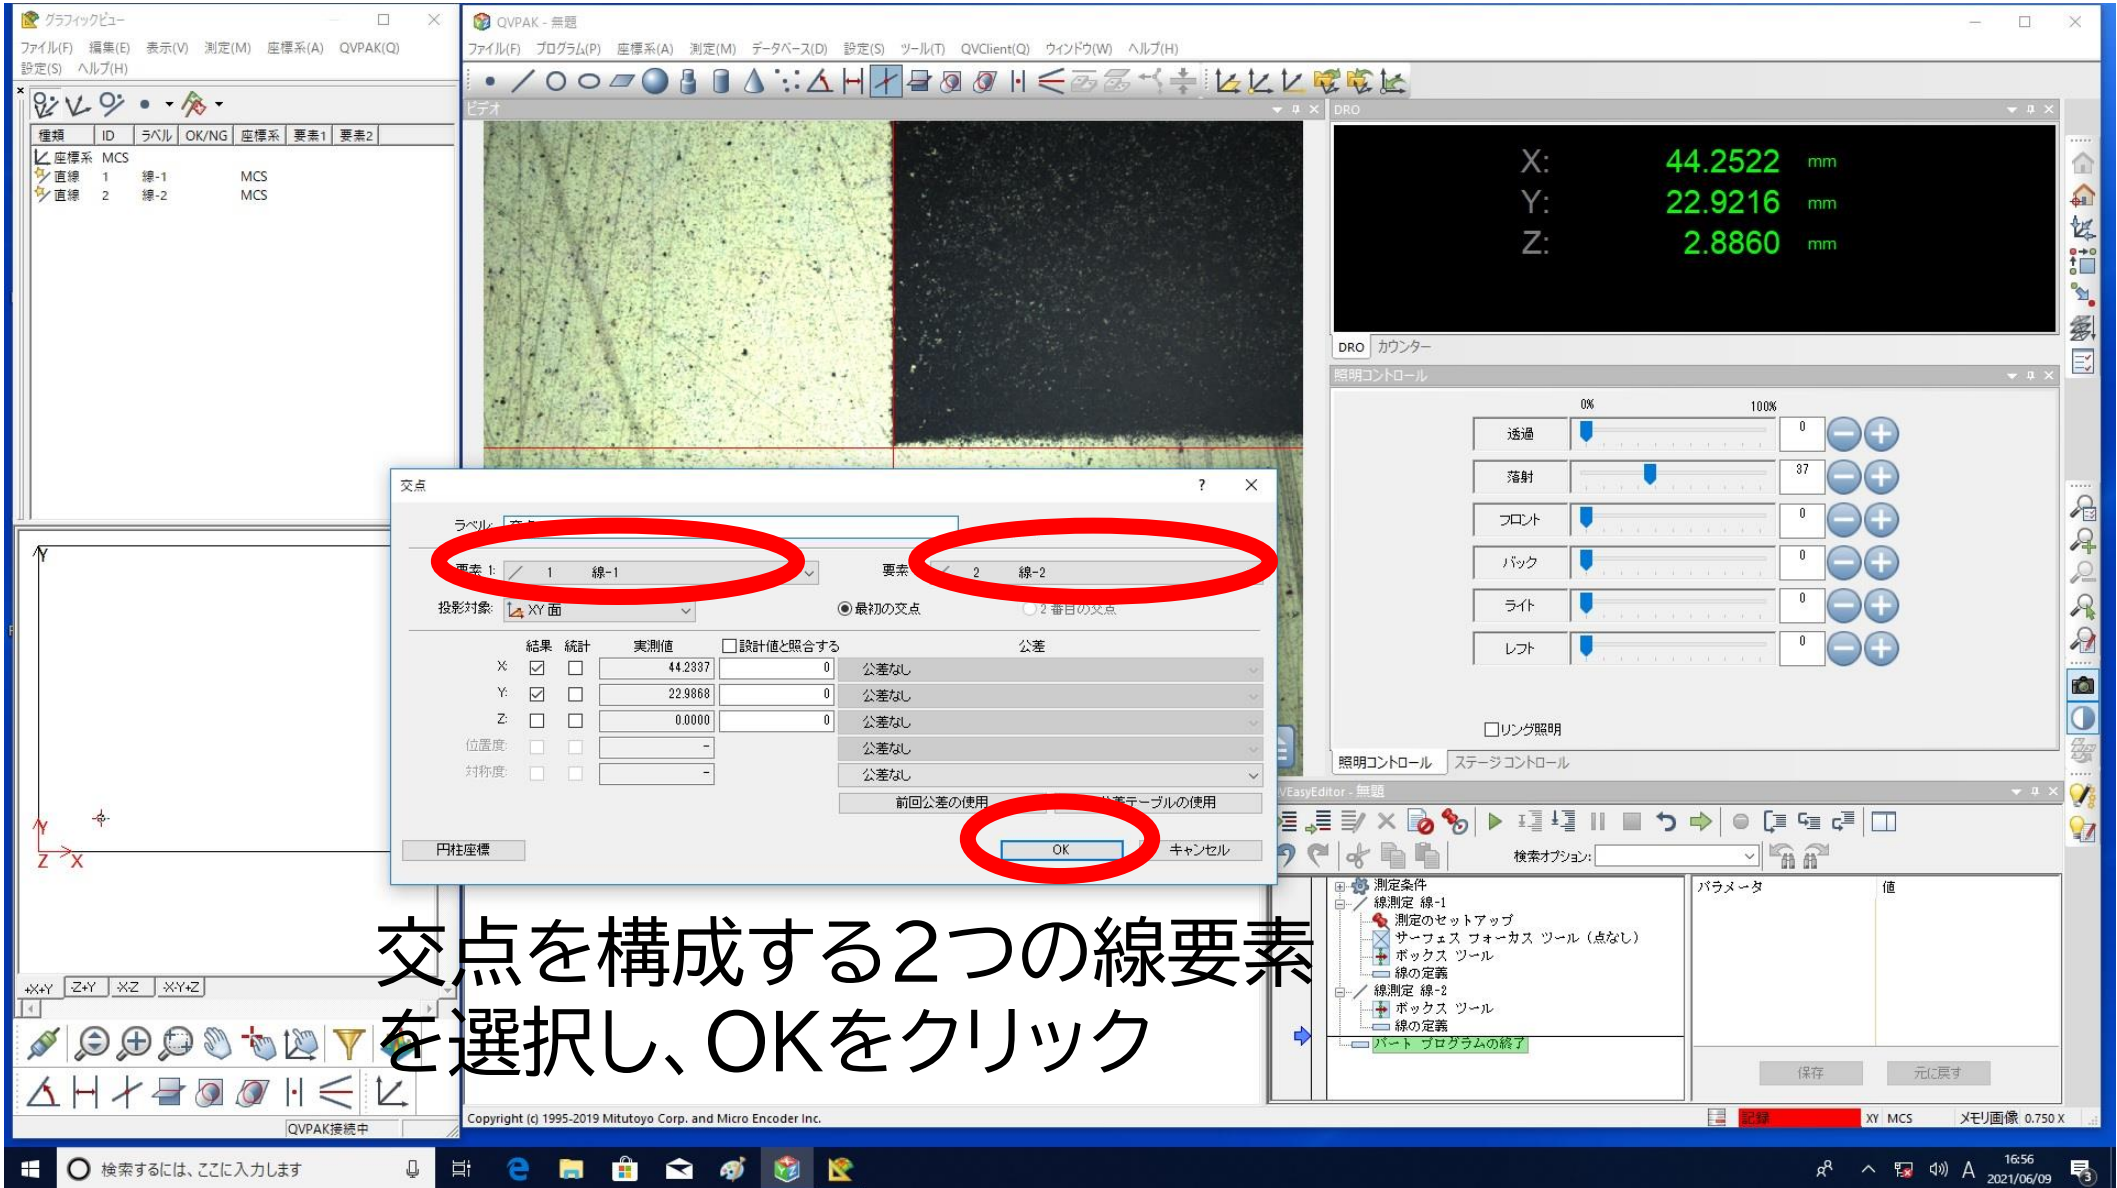 グラフィックビュー
ファイル(F) 編集(E) 表示(V) 測定(M) 座標系(A) QVPAK(Q)
設定(S) ヘルプ(H)
種類 ID ラベル OK/NG 座標系 要素1 要素2
座標系 MCS
直線 1 線-1 MCS
直線 2 線-2 MCS
QVPAK - 無題
ファイル(F) プログラム(P) 座標系(A) 測定(M) データベース(D) 設定(S) ツール(T) QVClient(Q) ウィンドウ(W) ヘルプ(H)
ビデオ
DRO
X: 44.2522 mm
Y: 22.9216 mm
Z: 2.8860 mm
DRO カウンター
照明コントロール
0% 100%
透過 0
落射 37
フロント 0
バック 0
ライト 0
レフト 0
リング照明
照明コントロール ステージ コントロール
交点 ?
ラベル:
要素 1: 1 線-1 要素 2 線-2
投影対象: XY 面 最初の交点 2 番目の交点
結果 統計 実測値 設計値と照合する 公差
X: 44.2337 0 公差なし
Y: 22.9868 0 公差なし
Z: 0.0000 0 公差なし
位置度: - 公差なし
対称度: - 公差なし
前回公差の使用 公差テーブルの使用
円柱座標 OK キャンセル
交点を構成する2つの線要素
を選択し、OKをクリック
Y
Y
Z X
+X+Y -Z+Y -X-Z -X-Y+Z
QVPAK接続中
VEasyEditor - 無題
検索オプション:
測定条件
線測定 線-1
測定のセットアップ
サーフェス フォーカス ツール (点なし)
ボックス ツール
線の定義
線測定 線-2
ボックス ツール
線の定義
パート プログラムの終了
パラメータ 値
保存 元に戻す
Copyright (c) 1995-2019 Mitutoyo Corp. and Micro Encoder Inc.
記録 XY MCS メモリ画像 0.750 X
検索するには、ここに入力します
A 16:56
2021/06/09
3